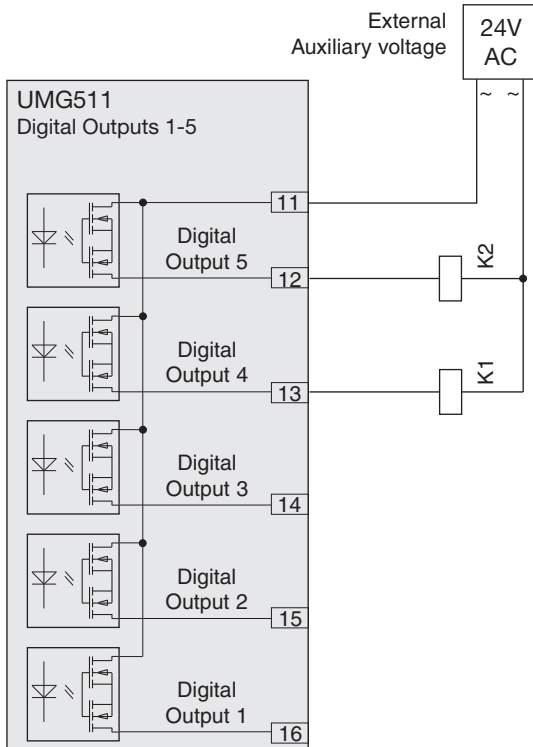 External
Auxiliary voltage
24V
AC
~ ~
UMG511
Digital Outputs 1-5
11
Digital
Output 5
12
K2
Digital
Output 4
13
K1
Digital
Output 3
14
Digital
Output 2
15
Digital
Output 1
16